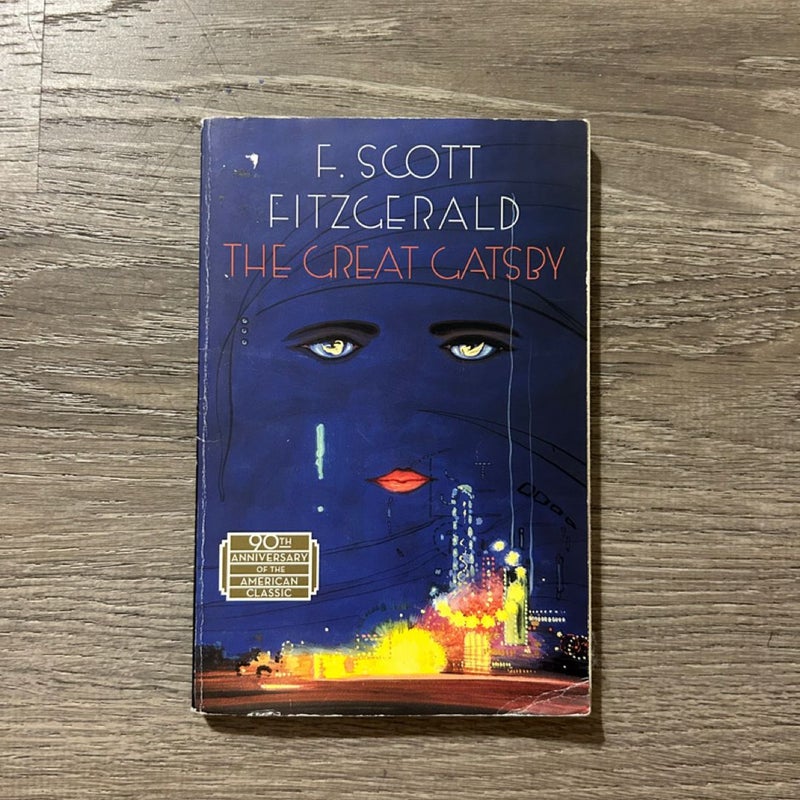 F. SCOTT
FITZGERALD
THE GREAT GATSBY
90TH
ANNIVERSARY
OF THE
AMERICAN
CLASSIC